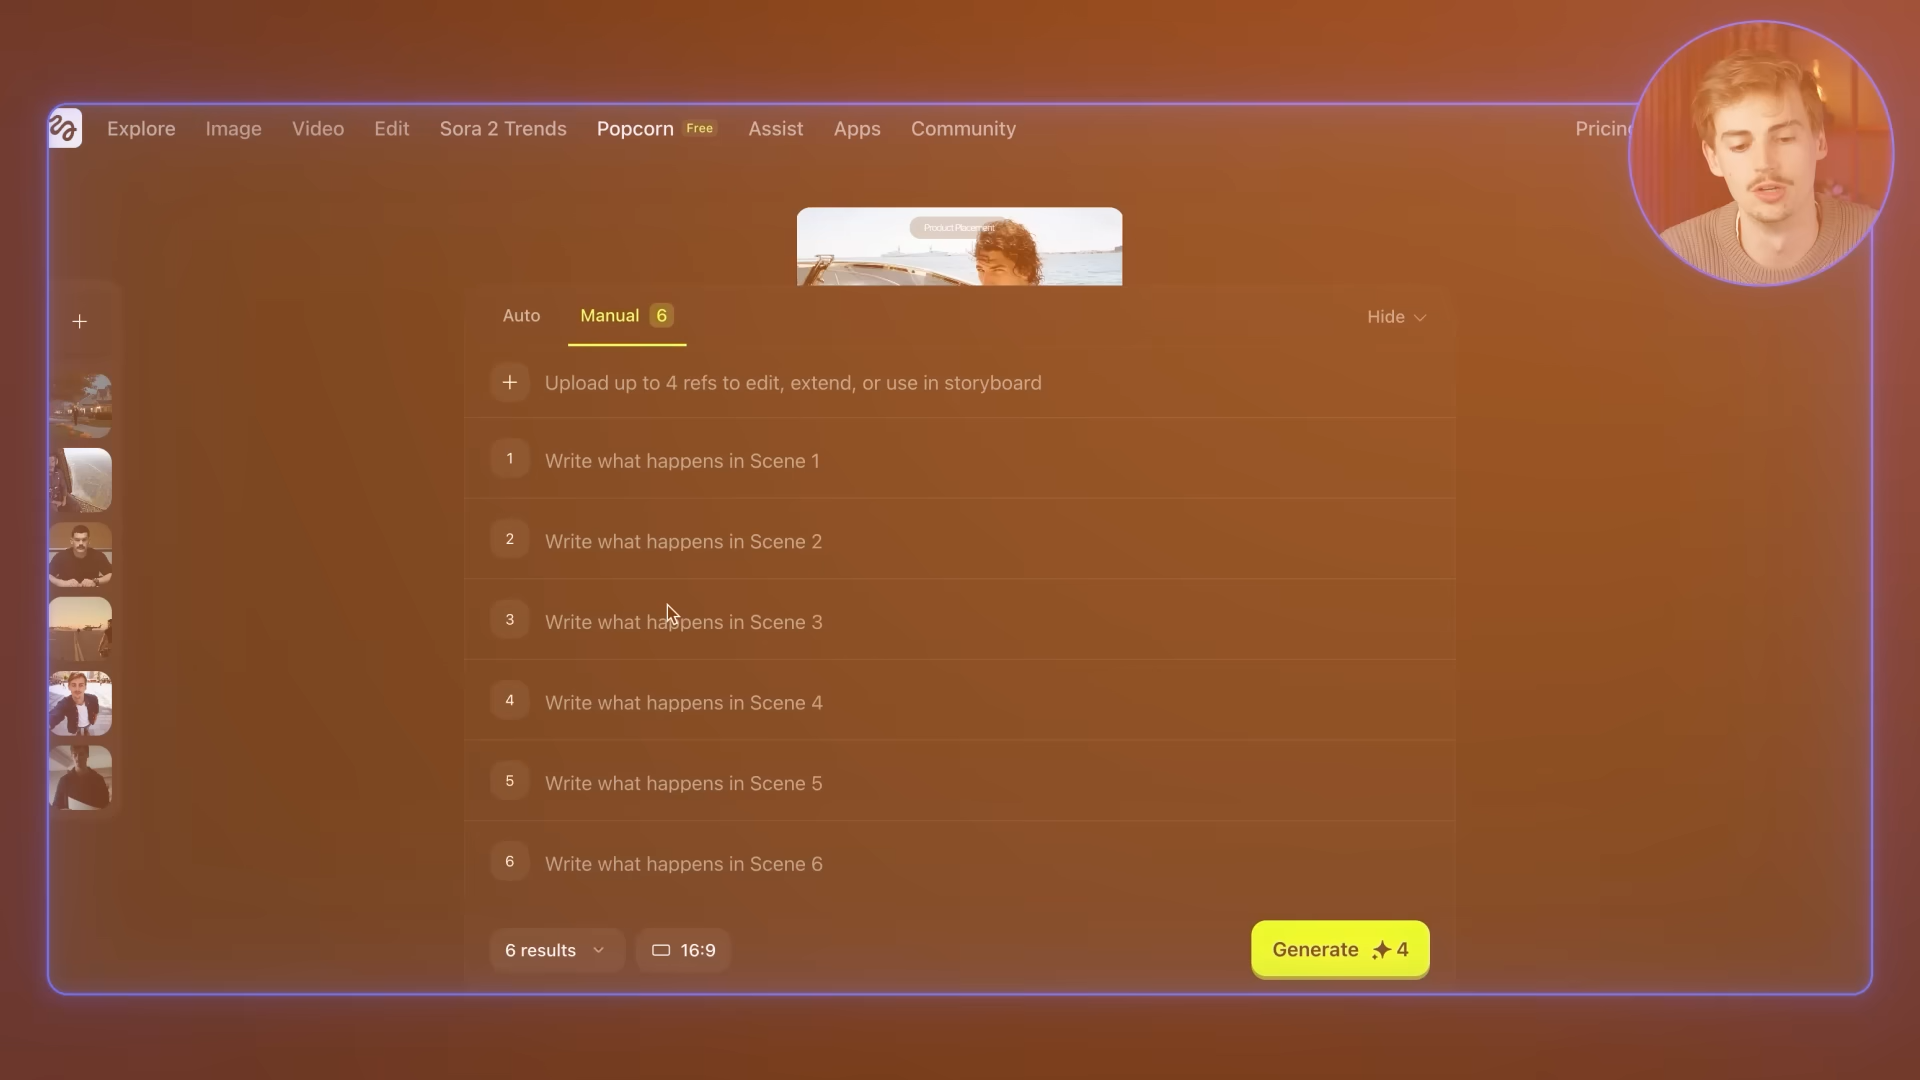 Explore Image Video Edit Sora 2 Trends Popcorn Free Assist Apps Community Pricing
Product Placement
Auto Manual 6 Hide
Upload up to 4 refs to edit, extend, or use in storyboard
1 Write what happens in Scene 1
2 Write what happens in Scene 2
3 Write what happens in Scene 3
4 Write what happens in Scene 4
5 Write what happens in Scene 5
6 Write what happens in Scene 6
6 results 16:9 Generate 4